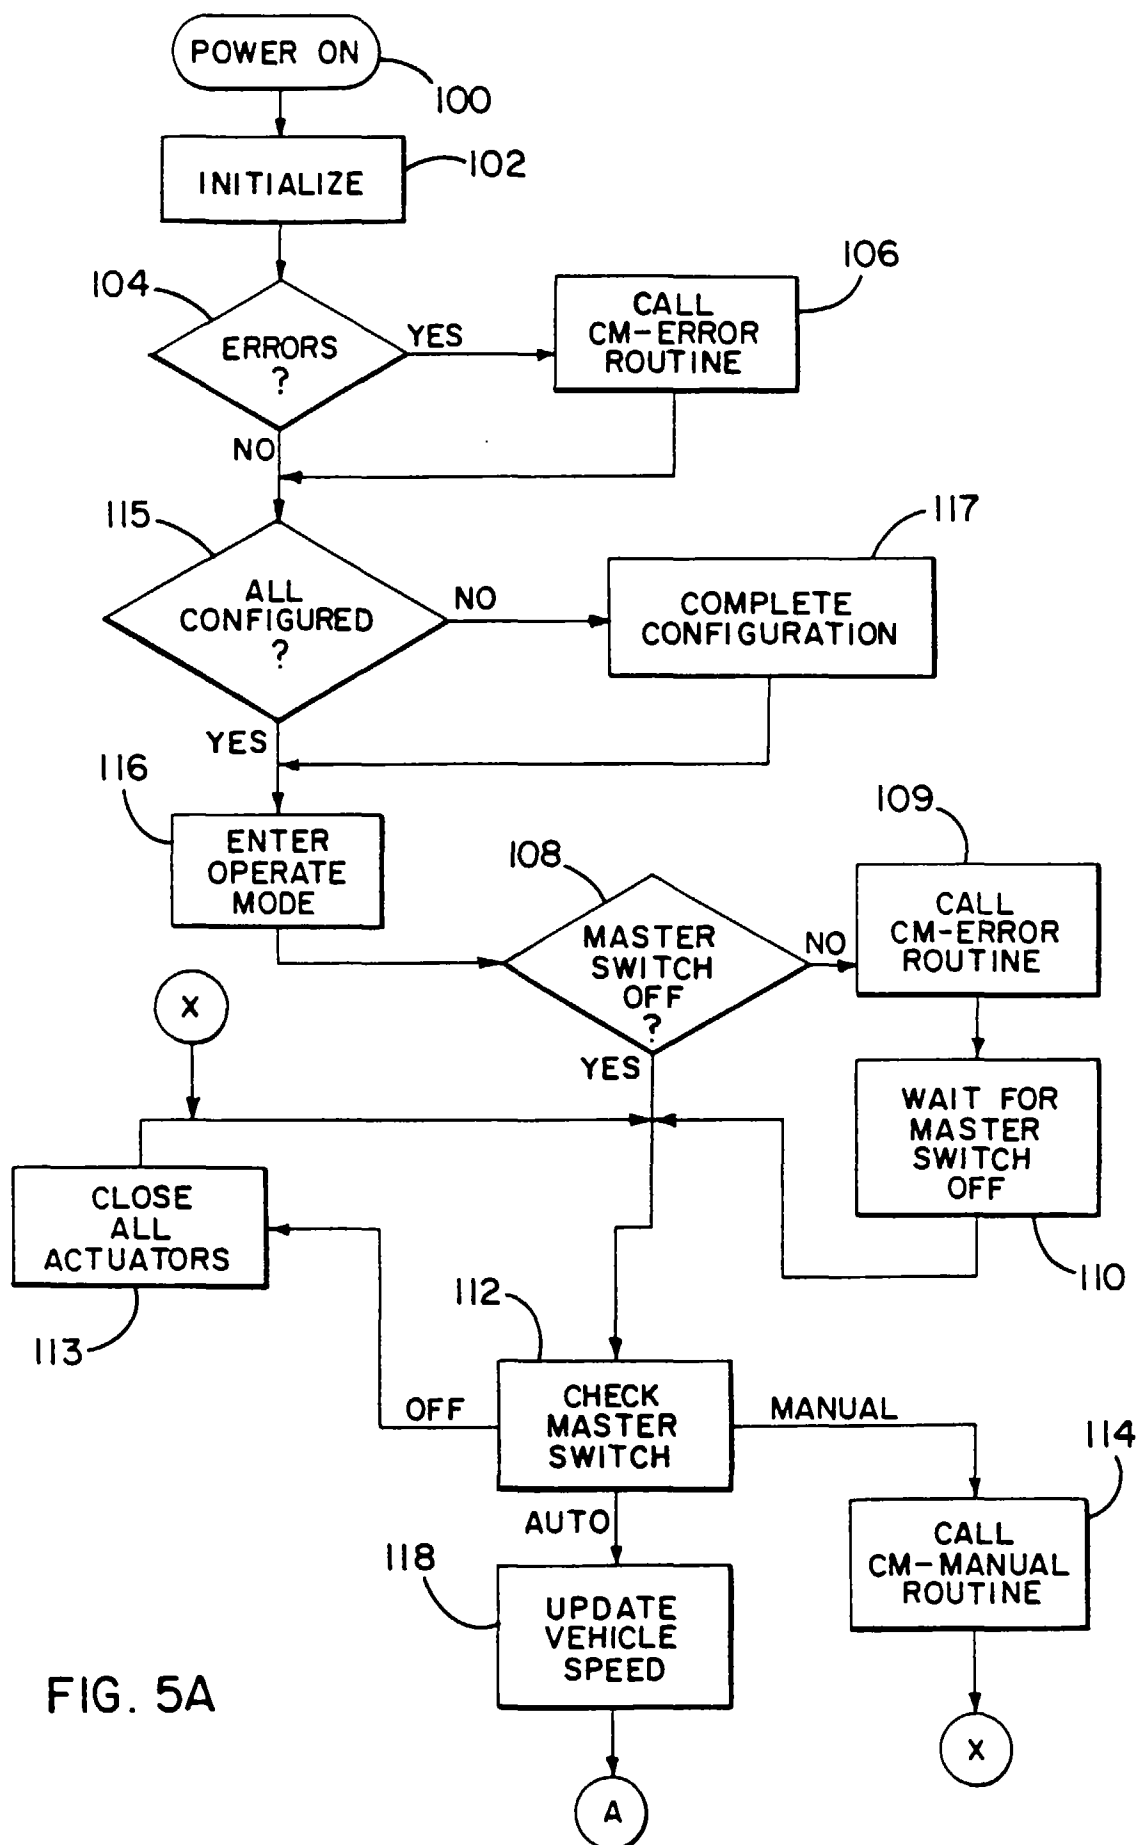 POWER ON
100
INITIALIZE
102
104
ERRORS
?
YES
NO
106
CALL
CM-ERROR
ROUTINE
115
ALL
CONFIGURED
?
NO
YES
117
COMPLETE
CONFIGURATION
116
ENTER
OPERATE
MODE
108
MASTER
SWITCH
OFF
?
NO
YES
109
CALL
CM-ERROR
ROUTINE
X
WAIT FOR
MASTER
SWITCH
OFF
110
CLOSE
ALL
ACTUATORS
113
112
CHECK
MASTER
SWITCH
OFF
MANUAL
AUTO
114
CALL
CM-MANUAL
ROUTINE
118
UPDATE
VEHICLE
SPEED
FIG. 5A
X
A